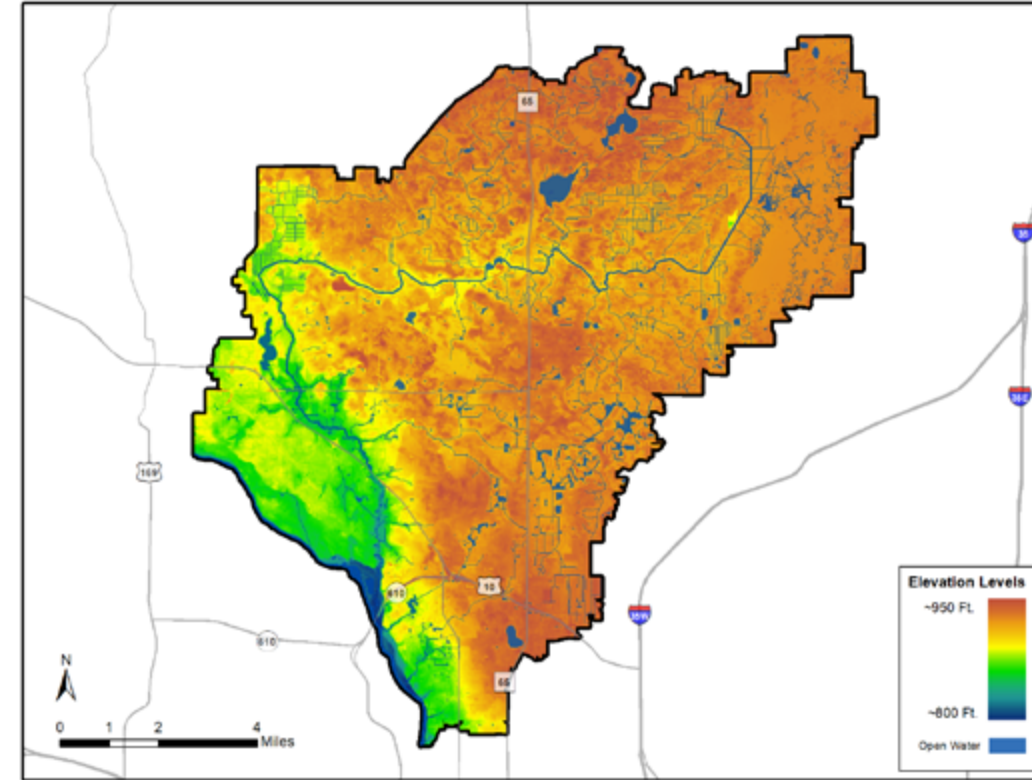 65
35
35E
169
610
10
610
35W
65
N
0 1 2 4
Miles
Elevation Levels
~950 Ft.
~800 Ft.
Open Water